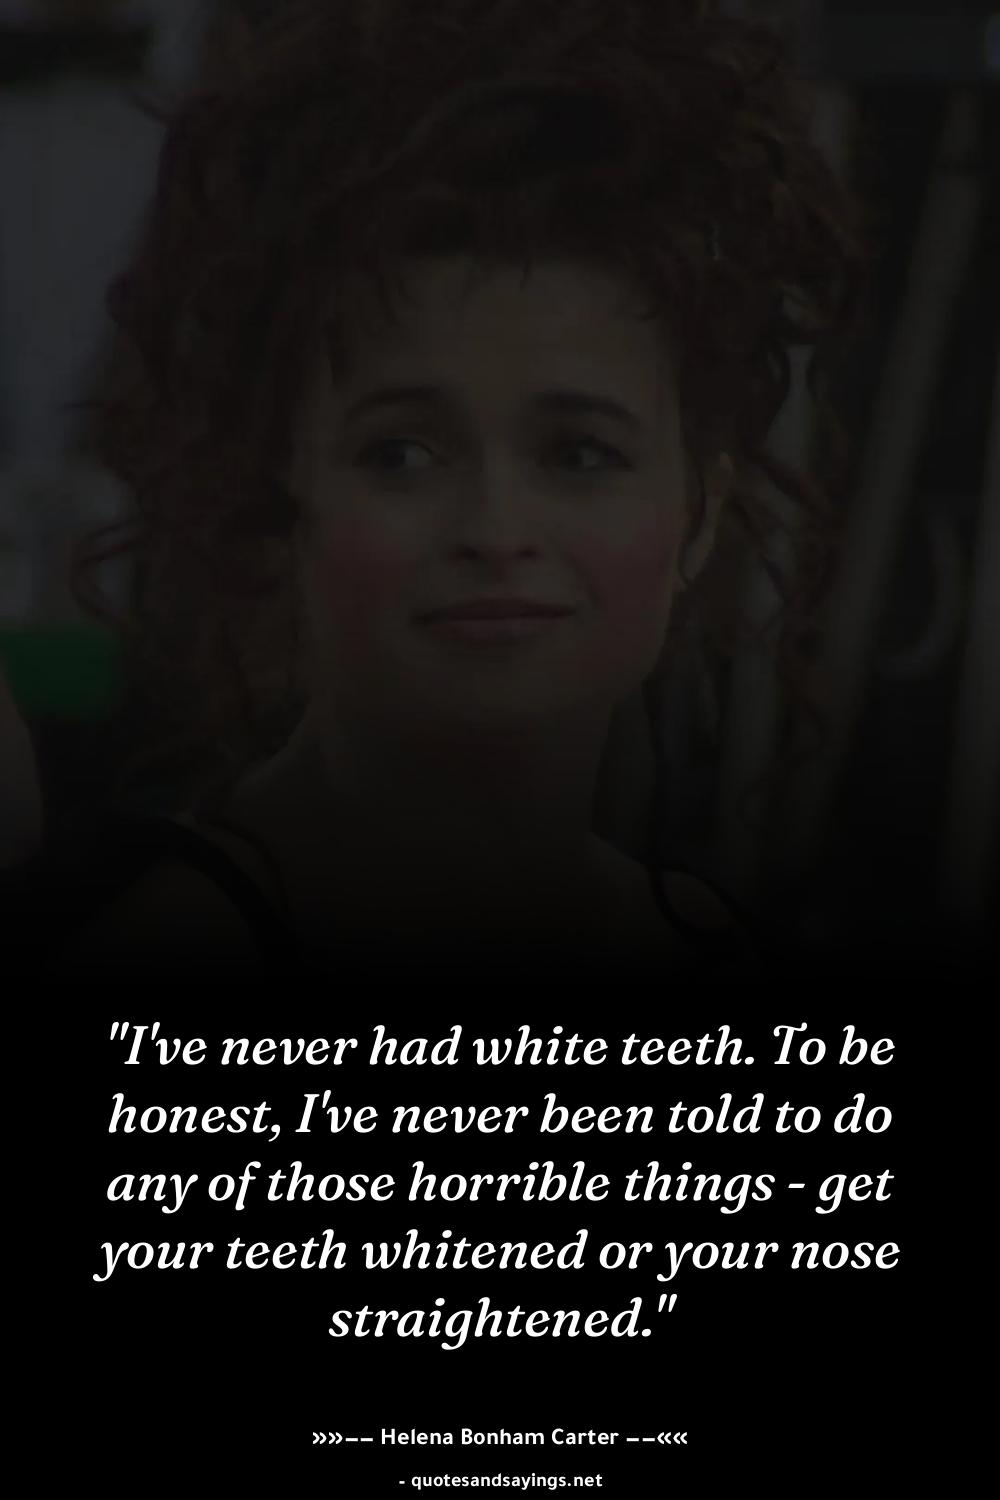 "I've never had white teeth. To be
honest, I've never been told to do
any of those horrible things - get
your teeth whitened or your nose
straightened."
»»−− Helena Bonham Carter −−««
- quotesandsayings.net